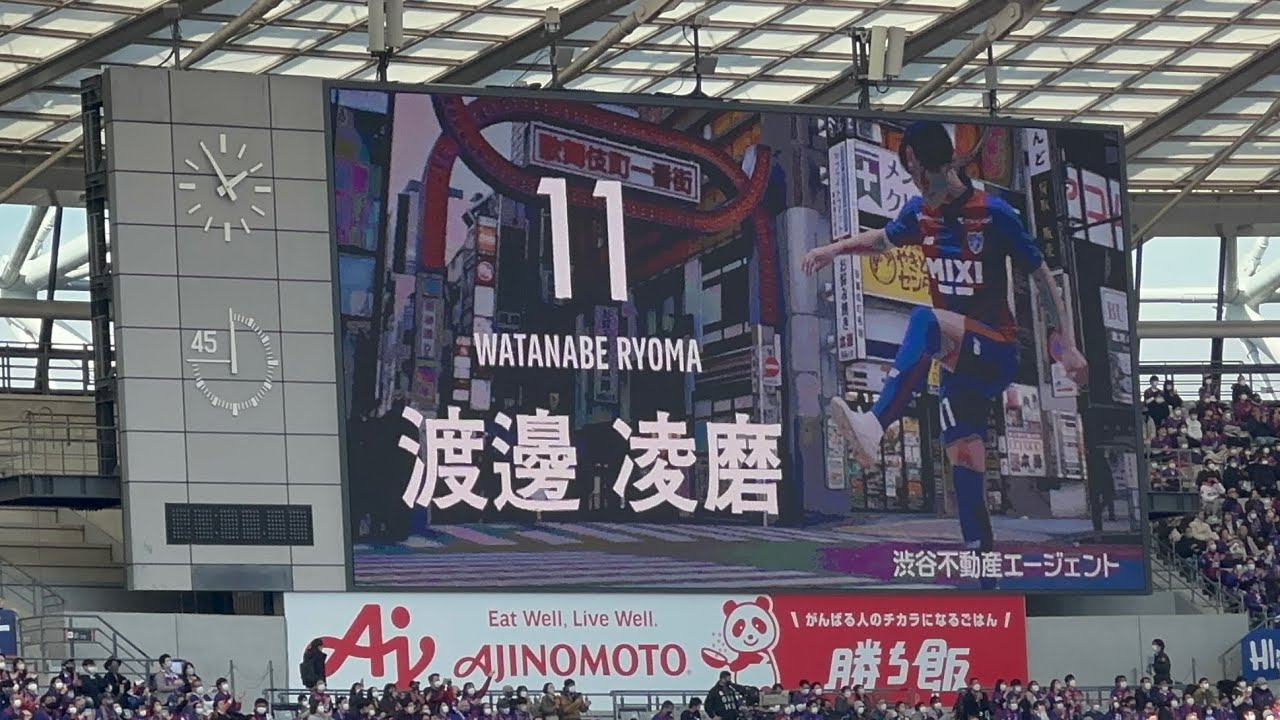 歌舞伎町一番街
11
WATANABE RYOMA
渡邊 凌磨
MIXI
11
渋谷不動産エージェント
45
Aji
Eat Well, Live Well.
AJINOMOTO®
がんばる人のチカラになるごはん
勝ち飯